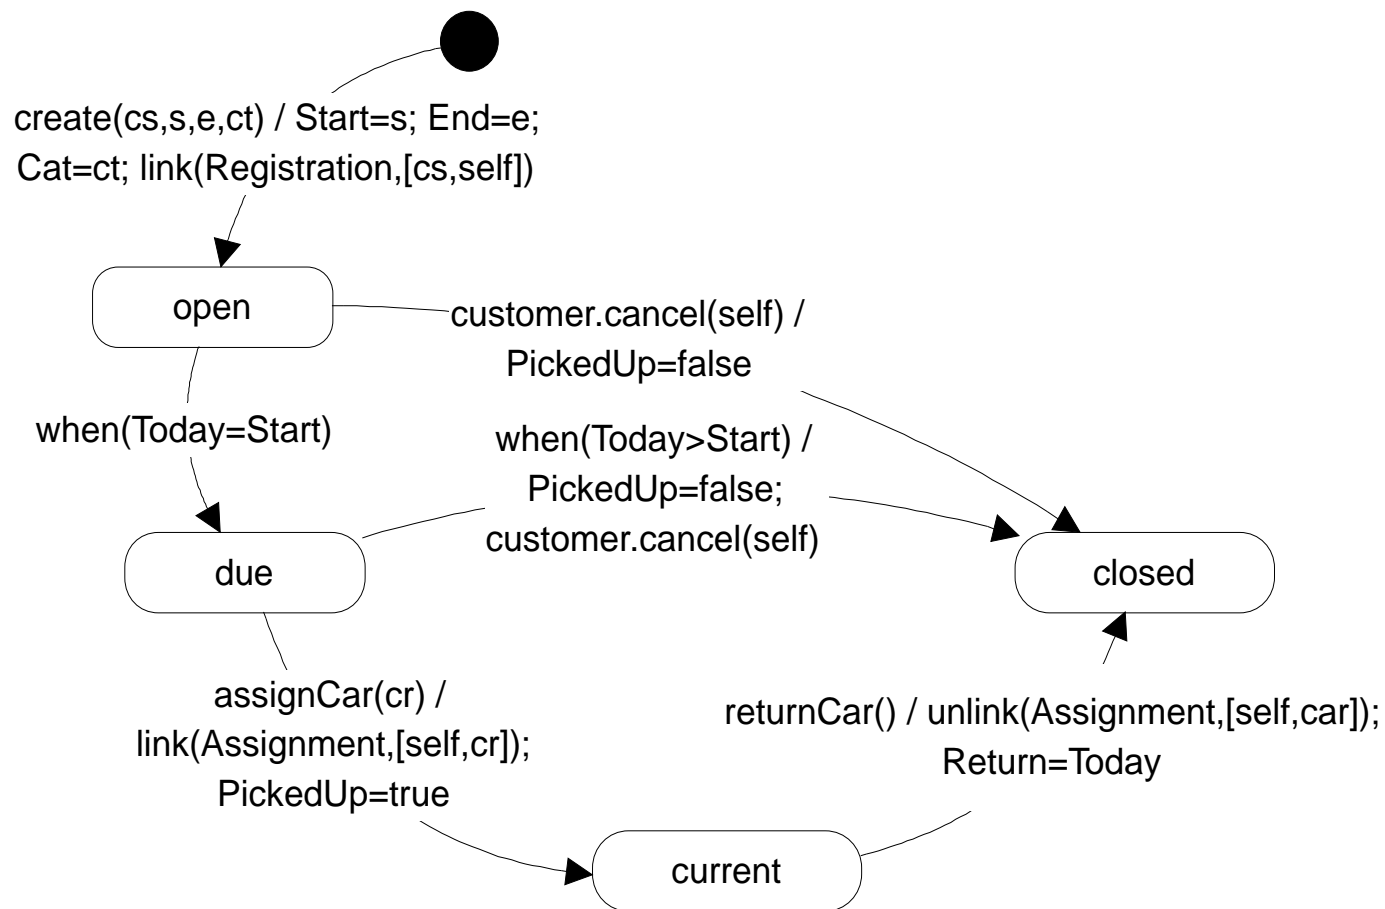 create(cs,s,e,ct) / Start=s; End=e;
Cat=ct; link(Registration,[cs,self])
open
customer.cancel(self) /
PickedUp=false
when(Today=Start)
when(Today>Start) /
PickedUp=false;
customer.cancel(self)
due
closed
assignCar(cr) /
link(Assignment,[self,cr]);
PickedUp=true
returnCar() / unlink(Assignment,[self,car]);
Return=Today
current